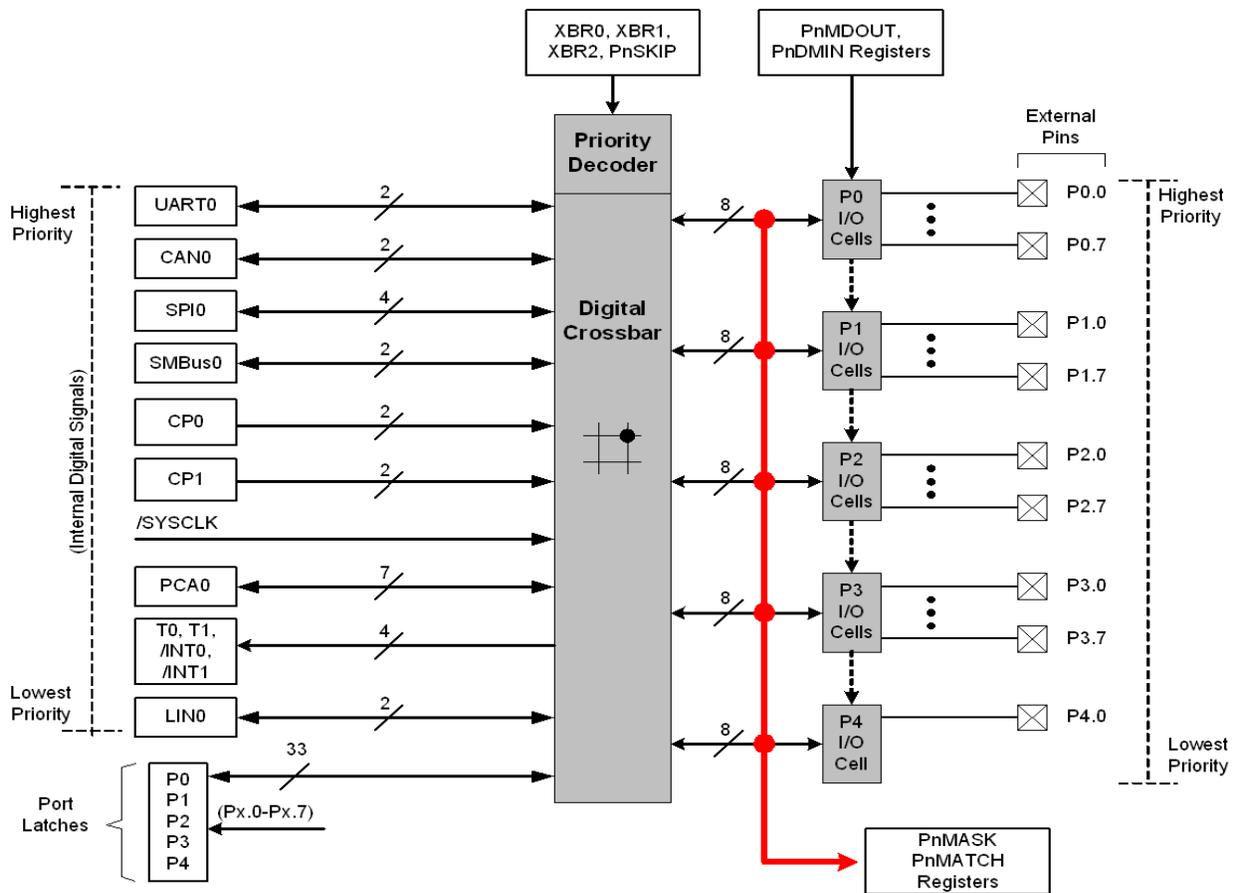 XBR0, XBR1,
XBR2, PnSKIP
PnMDOUT,
PnDMIN Registers
External
Pins
Priority
Decoder
Highest
Priority
(Internal Digital Signals)
Lowest
Priority
UART0
2
CAN0
2
SPI0
4
SMBus0
2
CP0
2
CP1
2
/SYSCLK
PCA0
7
T0, T1,
/INT0,
/INT1
4
LIN0
2
Port
Latches
P0
P1
P2
P3
P4
33
(Px.0-Px.7)
Digital
Crossbar
8
8
8
8
8
P0
I/O
Cells
P0.0
P0.7
P1
I/O
Cells
P1.0
P1.7
P2
I/O
Cells
P2.0
P2.7
P3
I/O
Cells
P3.0
P3.7
P4
I/O
Cell
P4.0
Highest
Priority
Lowest
Priority
PnMASK
PnMATCH
Registers